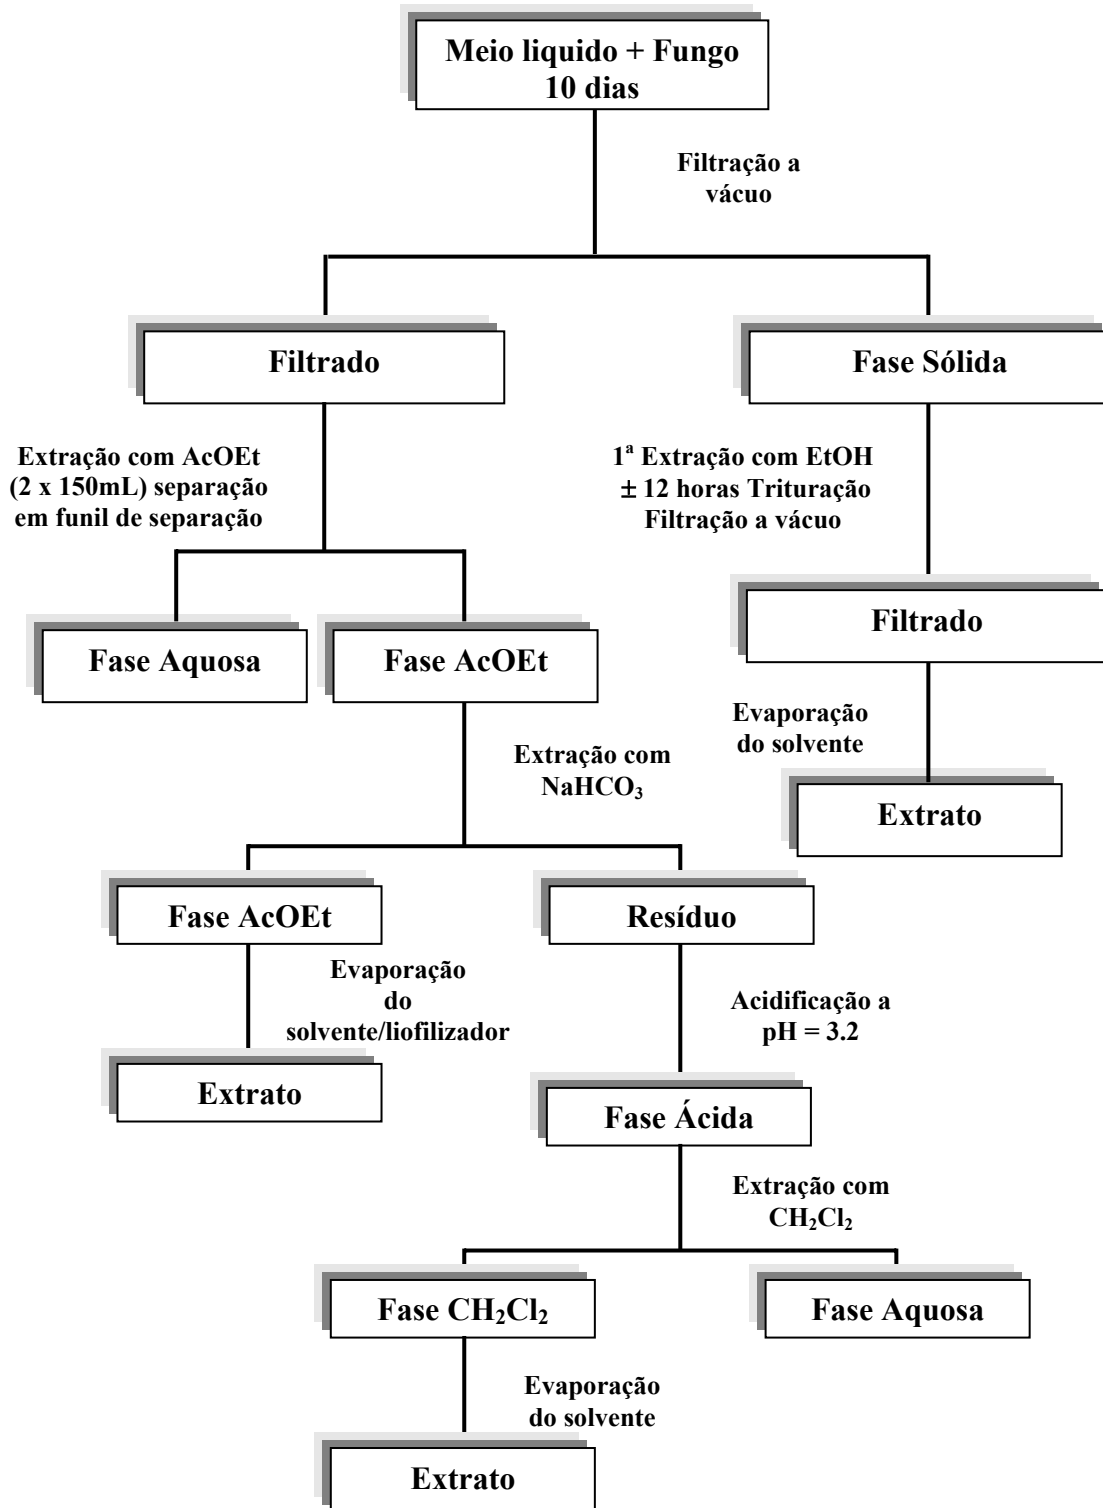 Meio liquido + Fungo
10 dias
Filtração a
vácuo
Filtrado
Fase Sólida
Extração com AcOEt
(2 x 150mL) separação
em funil de separação
1ª Extração com EtOH
± 12 horas Trituração
Filtração a vácuo
Fase Aquosa
Fase AcOEt
Filtrado
Extração com
NaHCO₃
Evaporação
do solvente
Extrato
Fase AcOEt
Resíduo
Evaporação
do
solvente/liofilizador
Acidificação a
pH = 3.2
Extrato
Fase Ácida
Extração com
CH₂Cl₂
Fase CH₂Cl₂
Fase Aquosa
Evaporação
do solvente
Extrato